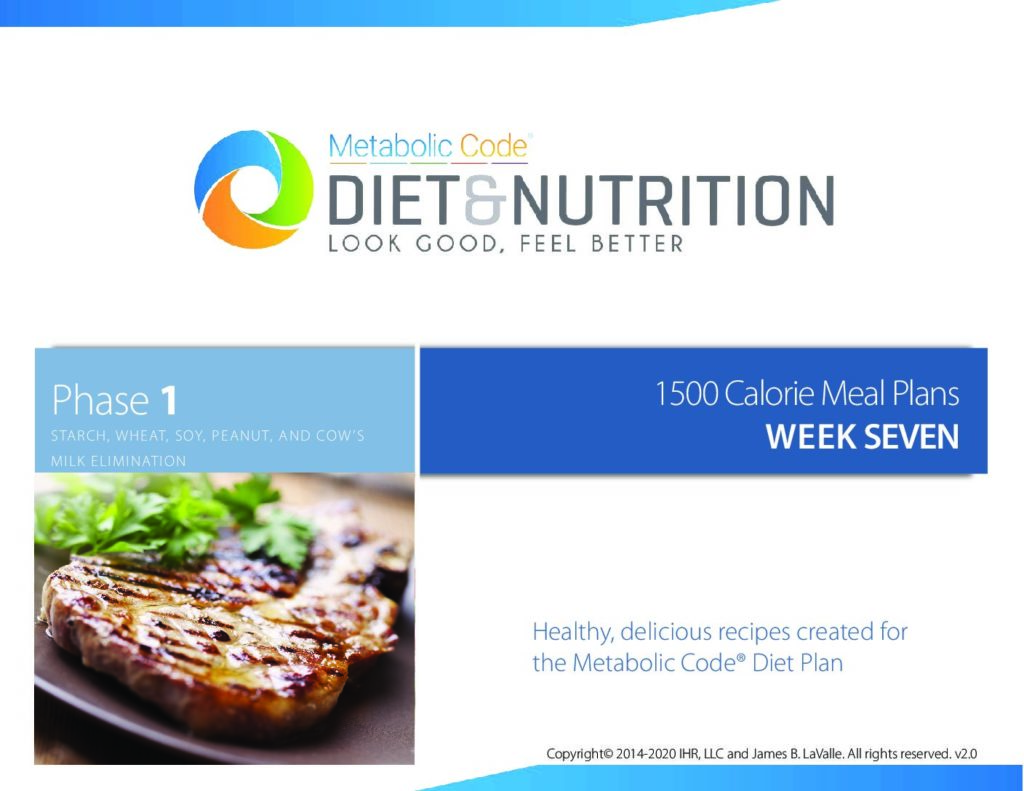 Metabolic Code®
DIET&NUTRITION
LOOK GOOD, FEEL BETTER
Phase 1
STARCH, WHEAT, SOY, PEANUT, AND COW'S
MILK ELIMINATION
1500 Calorie Meal Plans
WEEK SEVEN
Healthy, delicious recipes created for
the Metabolic Code® Diet Plan
Copyright© 2014-2020 IHR, LLC and James B. LaValle. All rights reserved. v2.0